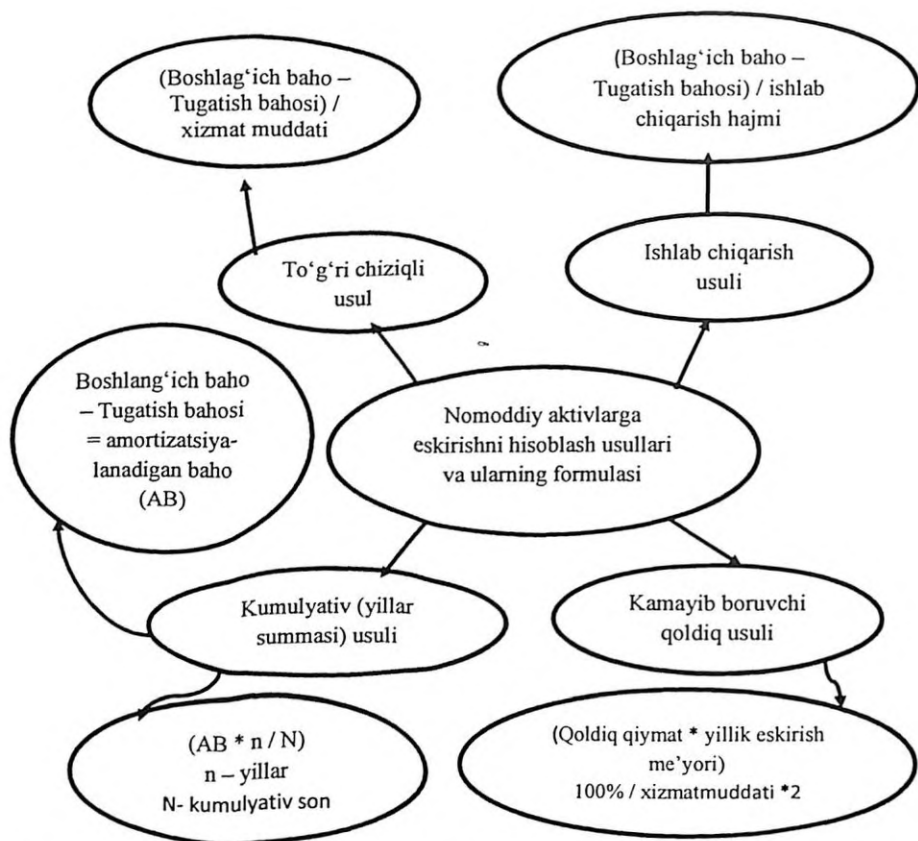 (Boshlag‘ich baho –
Tugatish bahosi) /
xizmat muddati
(Boshlag‘ich baho –
Tugatish bahosi) / ishlab
chiqarish hajmi
To‘g‘ri chiziqli
usul
Ishlab chiqarish
usuli
Boshlang‘ich baho
– Tugatish bahosi
= amortizatsiya-
lanadigan baho
(AB)
Nomoddiy aktivlarga
eskirishni hisoblash usullari
va ularning formulasi
Kumulyativ (yillar
summasi) usuli
Kamayib boruvchi
qoldiq usuli
(AB * n / N)
n – yillar
N- kumulyativ son
(Qoldiq qiymat * yillik eskirish
me’yori)
100% / xizmatmuddati *2